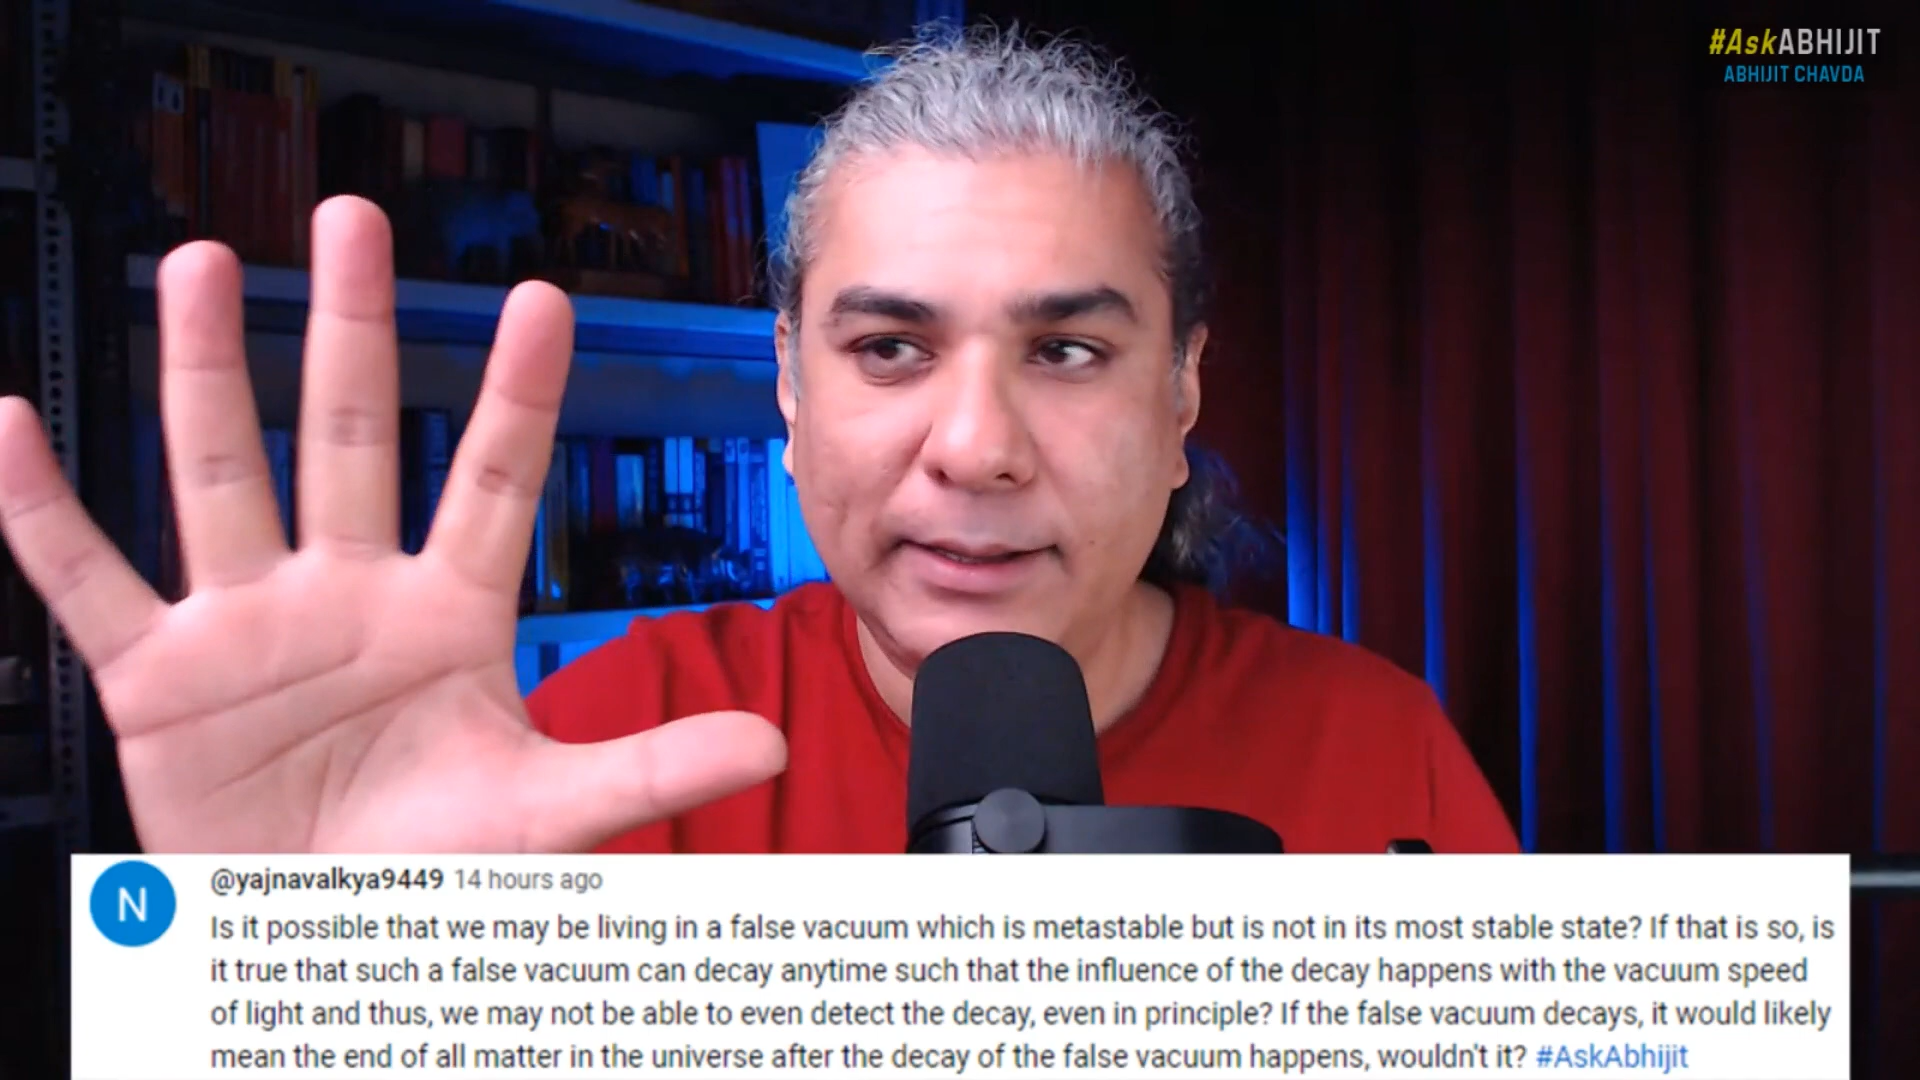 #AskABHIJIT
ABHIJIT CHAVDA
N
@yajnavalkya9449 14 hours ago
Is it possible that we may be living in a false vacuum which is metastable but is not in its most stable state? If that is so, is
it true that such a false vacuum can decay anytime such that the influence of the decay happens with the vacuum speed
of light and thus, we may not be able to even detect the decay, even in principle? If the false vacuum decays, it would likely
mean the end of all matter in the universe after the decay of the false vacuum happens, wouldn't it? #AskAbhijit